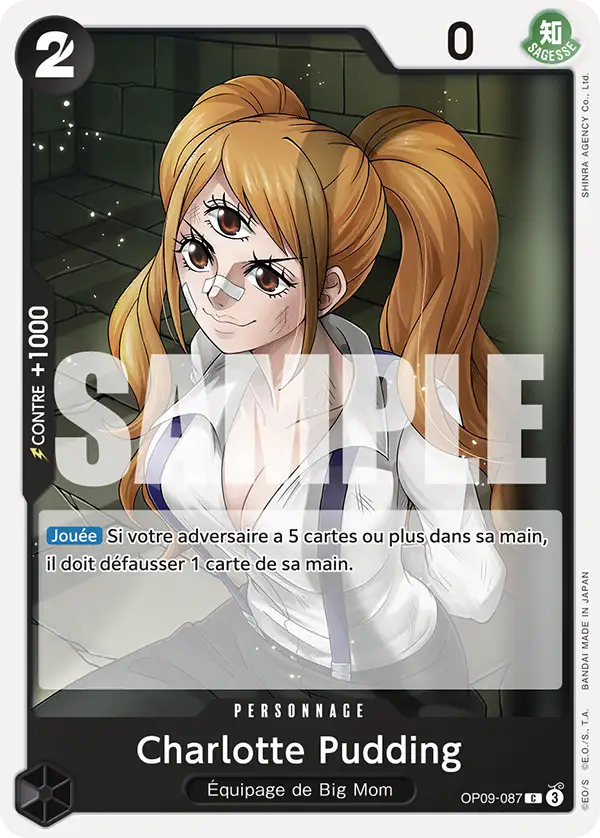 2
0
知
SAGESSE
SHINRA AGENCY Co., Ltd.
CONTRE +1000
SAMPLE
Jouée Si votre adversaire a 5 cartes ou plus dans sa main,
il doit défausser 1 carte de sa main.
PERSONNAGE
Charlotte Pudding
Équipage de Big Mom
OP09-087 C 3
©E.O/S ©E.O./S., T.A. BANDAI MADE IN JAPAN